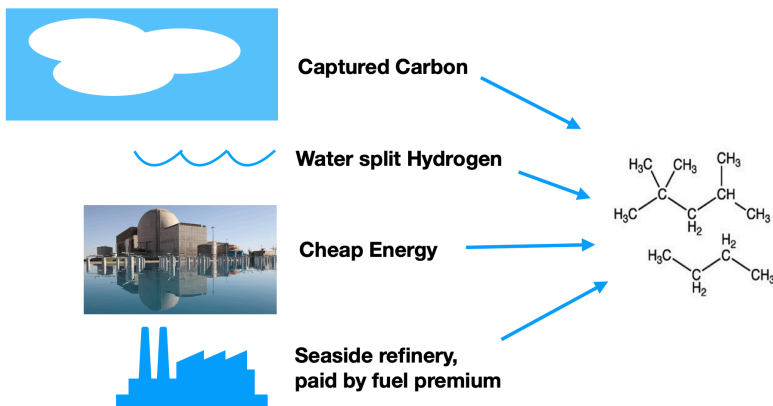 Captured Carbon
Water split Hydrogen
Cheap Energy
Seaside refinery,
paid by fuel premium
H₃C CH₃ CH₃
C CH
H₃C C CH₃
H₂
H₂
H₃C C
C CH₃
H₂